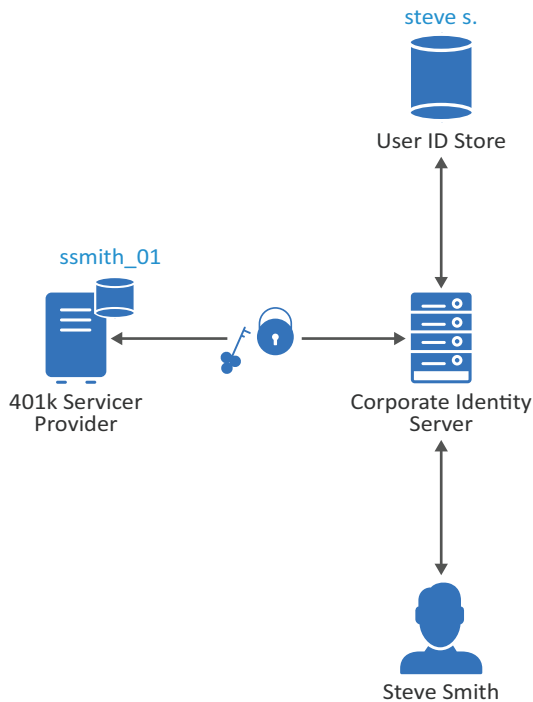 steve s.
User ID Store
ssmith_01
401k Servicer
Provider
Corporate Identity
Server
Steve Smith